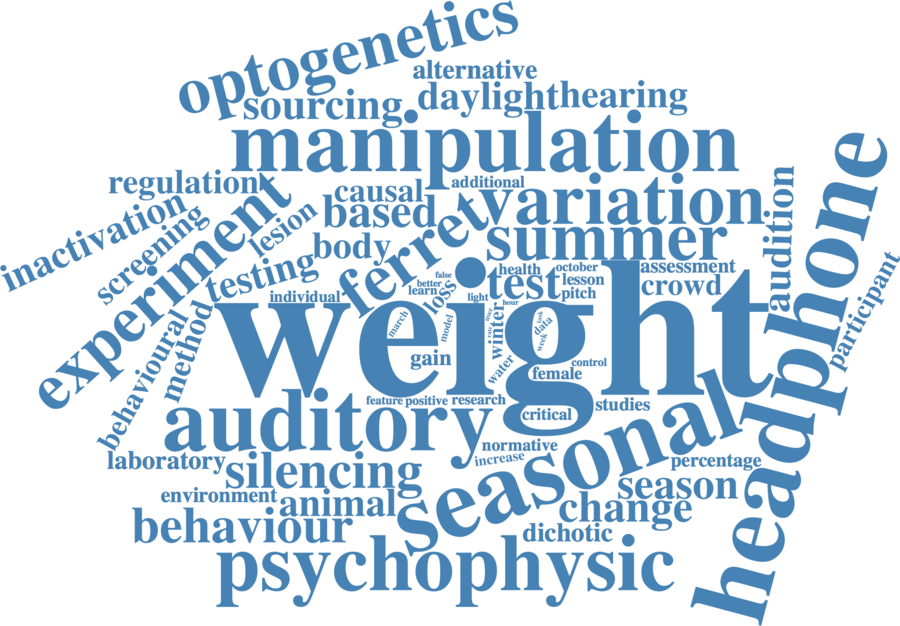 optogenetics
alternative
sourcing
daylight
hearing
manipulation
regulation
causal
additional
variation
inactivation
screening
experiment
lesion
based
body
ferret
summer
audition
headphone
testing
false
better
learn
loss
health
october
test
lesson
pitch
assessment
crowd
participant
individual
light
hour
weight
behavioural
method
march
model
winter
data
task
week
gain
water
control
female
feature
positive
research
critical
studies
auditory
normative
increase
seasonal
laboratory
silencing
percentage
environment
animal
season
change
behaviour
dichotic
psychophysic